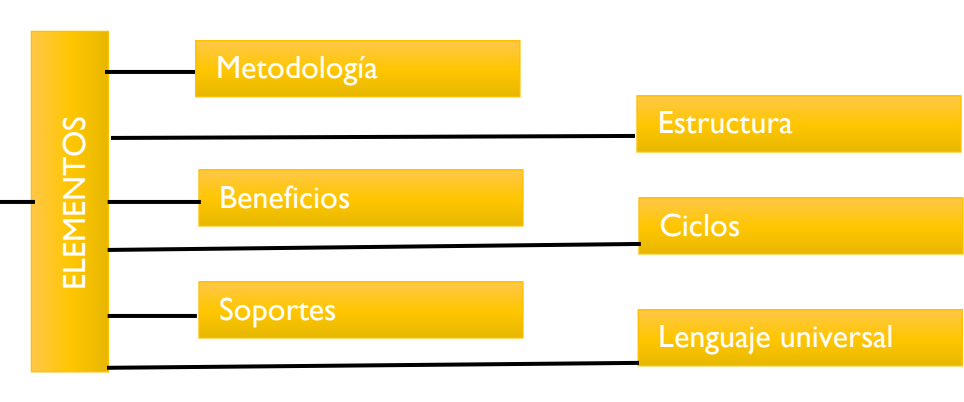 ELEMENTOS
Metodología
Estructura
Beneficios
Ciclos
Soportes
Lenguaje universal